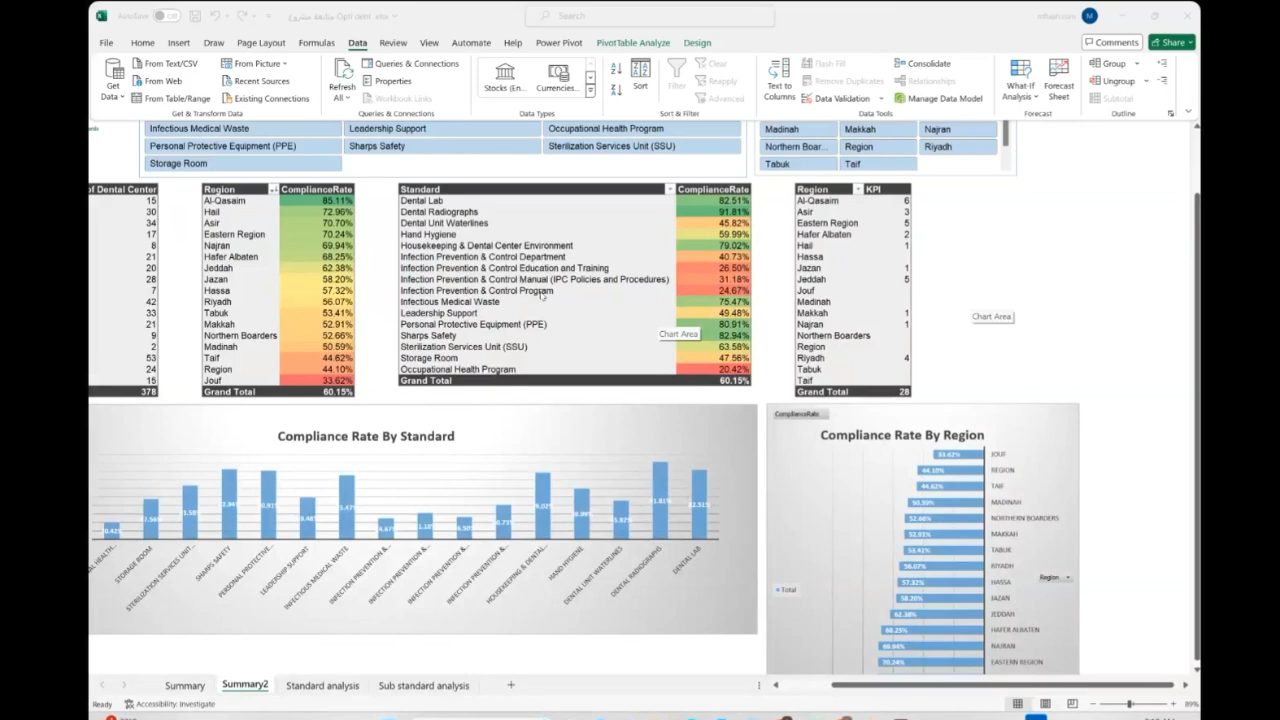 AutoSave Off
متابعة مشروع Opti dent .xlsx
Search
M
File Home Insert Draw Page Layout Formulas Data Review View Automate Help Power Pivot PivotTable Analyze Design
Comments Share
Get Data
From Text/CSV
From Web
From Table/Range
From Picture
Recent Sources
Existing Connections
Refresh All
Queries & Connections
Properties
Workbook Links
Stocks (En...
Currencies...
Sort
Filter
Clear
Reapply
Advanced
Text to Columns
Flash Fill
Remove Duplicates
Data Validation
Consolidate
Relationships
Manage Data Model
What-If Analysis
Forecast Sheet
Group
Ungroup
Subtotal
Get & Transform Data
Queries & Connections
Data Types
Sort & Filter
Data Tools
Forecast
Outline
Infectious Medical Waste Leadership Support Occupational Health Program
Personal Protective Equipment (PPE) Sharps Safety Sterilization Services Unit (SSU)
Storage Room
Madinah Makkah Najran
Northern Boar... Region Riyadh
Tabuk Taif
of Dental Center
15
30
34
17
8
21
20
28
7
42
33
21
9
2
53
24
15
378
Region ComplianceRate
Al-Qasaim 85.11%
Hail 72.96%
Asir 70.70%
Eastern Region 70.24%
Najran 69.94%
Hafer Albaten 68.25%
Jeddah 62.38%
Jazan 58.20%
Hassa 57.32%
Riyadh 56.07%
Tabuk 53.41%
Makkah 52.91%
Northern Boarders 52.66%
Madinah 50.59%
Taif 44.62%
Region 44.10%
Jouf 33.62%
Grand Total 60.15%
Standard ComplianceRate
Dental Lab 82.51%
Dental Radiographs 91.81%
Dental Unit Waterlines 45.82%
Hand Hygiene 59.99%
Housekeeping & Dental Center Environment 79.02%
Infection Prevention & Control Department 40.73%
Infection Prevention & Control Education and Training 26.50%
Infection Prevention & Control Manual (IPC Policies and Procedures) 31.18%
Infection Prevention & Control Program 24.67%
Infectious Medical Waste 75.47%
Leadership Support 49.48%
Personal Protective Equipment (PPE) 80.91%
Sharps Safety 82.94%
Sterilization Services Unit (SSU) 63.58%
Storage Room 47.56%
Occupational Health Program 20.42%
Grand Total 60.15%
Chart Area
Region KPI
Al-Qasaim 6
Asir 3
Eastern Region 5
Hafer Albaten 2
Hail 1
Hassa
Jazan 1
Jeddah 5
Jouf
Madinah
Makkah 1
Najran 1
Northern Boarders
Region
Riyadh 4
Tabuk
Taif
Grand Total 28
Chart Area
Compliance Rate By Standard
STORAGE ROOM
STERILIZATION SERVICES UNIT...
SHARPS SAFETY
PERSONAL PROTECTIVE...
LEADERSHIP SUPPORT
INFECTIOUS MEDICAL WASTE
INFECTION PREVENTION &...
INFECTION PREVENTION &...
INFECTION PREVENTION &...
INFECTION PREVENTION &...
HOUSEKEEPING & DENTAL...
HAND HYGIENE
DENTAL UNIT WATERLINES
DENTAL RADIOGRAPHS
DENTAL LAB
ComplianceRate
Compliance Rate By Region
33.62% JOUF
44.10% REGION
44.62% TAIF
50.59% MADINAH
52.66% NORTHERN BOARDERS
52.91% MAKKAH
53.41% TABUK
56.07% RIYADH
57.32% HASSA
58.20% JAZAN
62.38% JEDDAH
68.25% HAFER ALBATEN
69.94% NAJRAN
70.24% EASTERN REGION
Total
Region
Summary Summary2 Standard analysis Sub standard analysis
Ready Accessibility: Investigate
89%